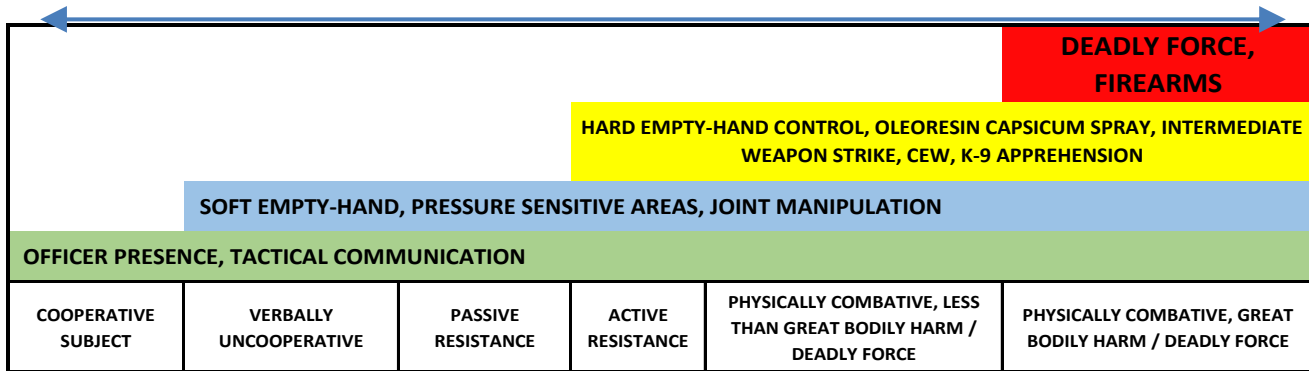 DEADLY FORCE,
FIREARMS
HARD EMPTY-HAND CONTROL, OLEORESIN CAPSICUM SPRAY, INTERMEDIATE
WEAPON STRIKE, CEW, K-9 APPREHENSION
SOFT EMPTY-HAND, PRESSURE SENSITIVE AREAS, JOINT MANIPULATION
OFFICER PRESENCE, TACTICAL COMMUNICATION
COOPERATIVE
SUBJECT
VERBALLY
UNCOOPERATIVE
PASSIVE
RESISTANCE
ACTIVE
RESISTANCE
PHYSICALLY COMBATIVE, LESS
THAN GREAT BODILY HARM /
DEADLY FORCE
PHYSICALLY COMBATIVE, GREAT
BODILY HARM / DEADLY FORCE